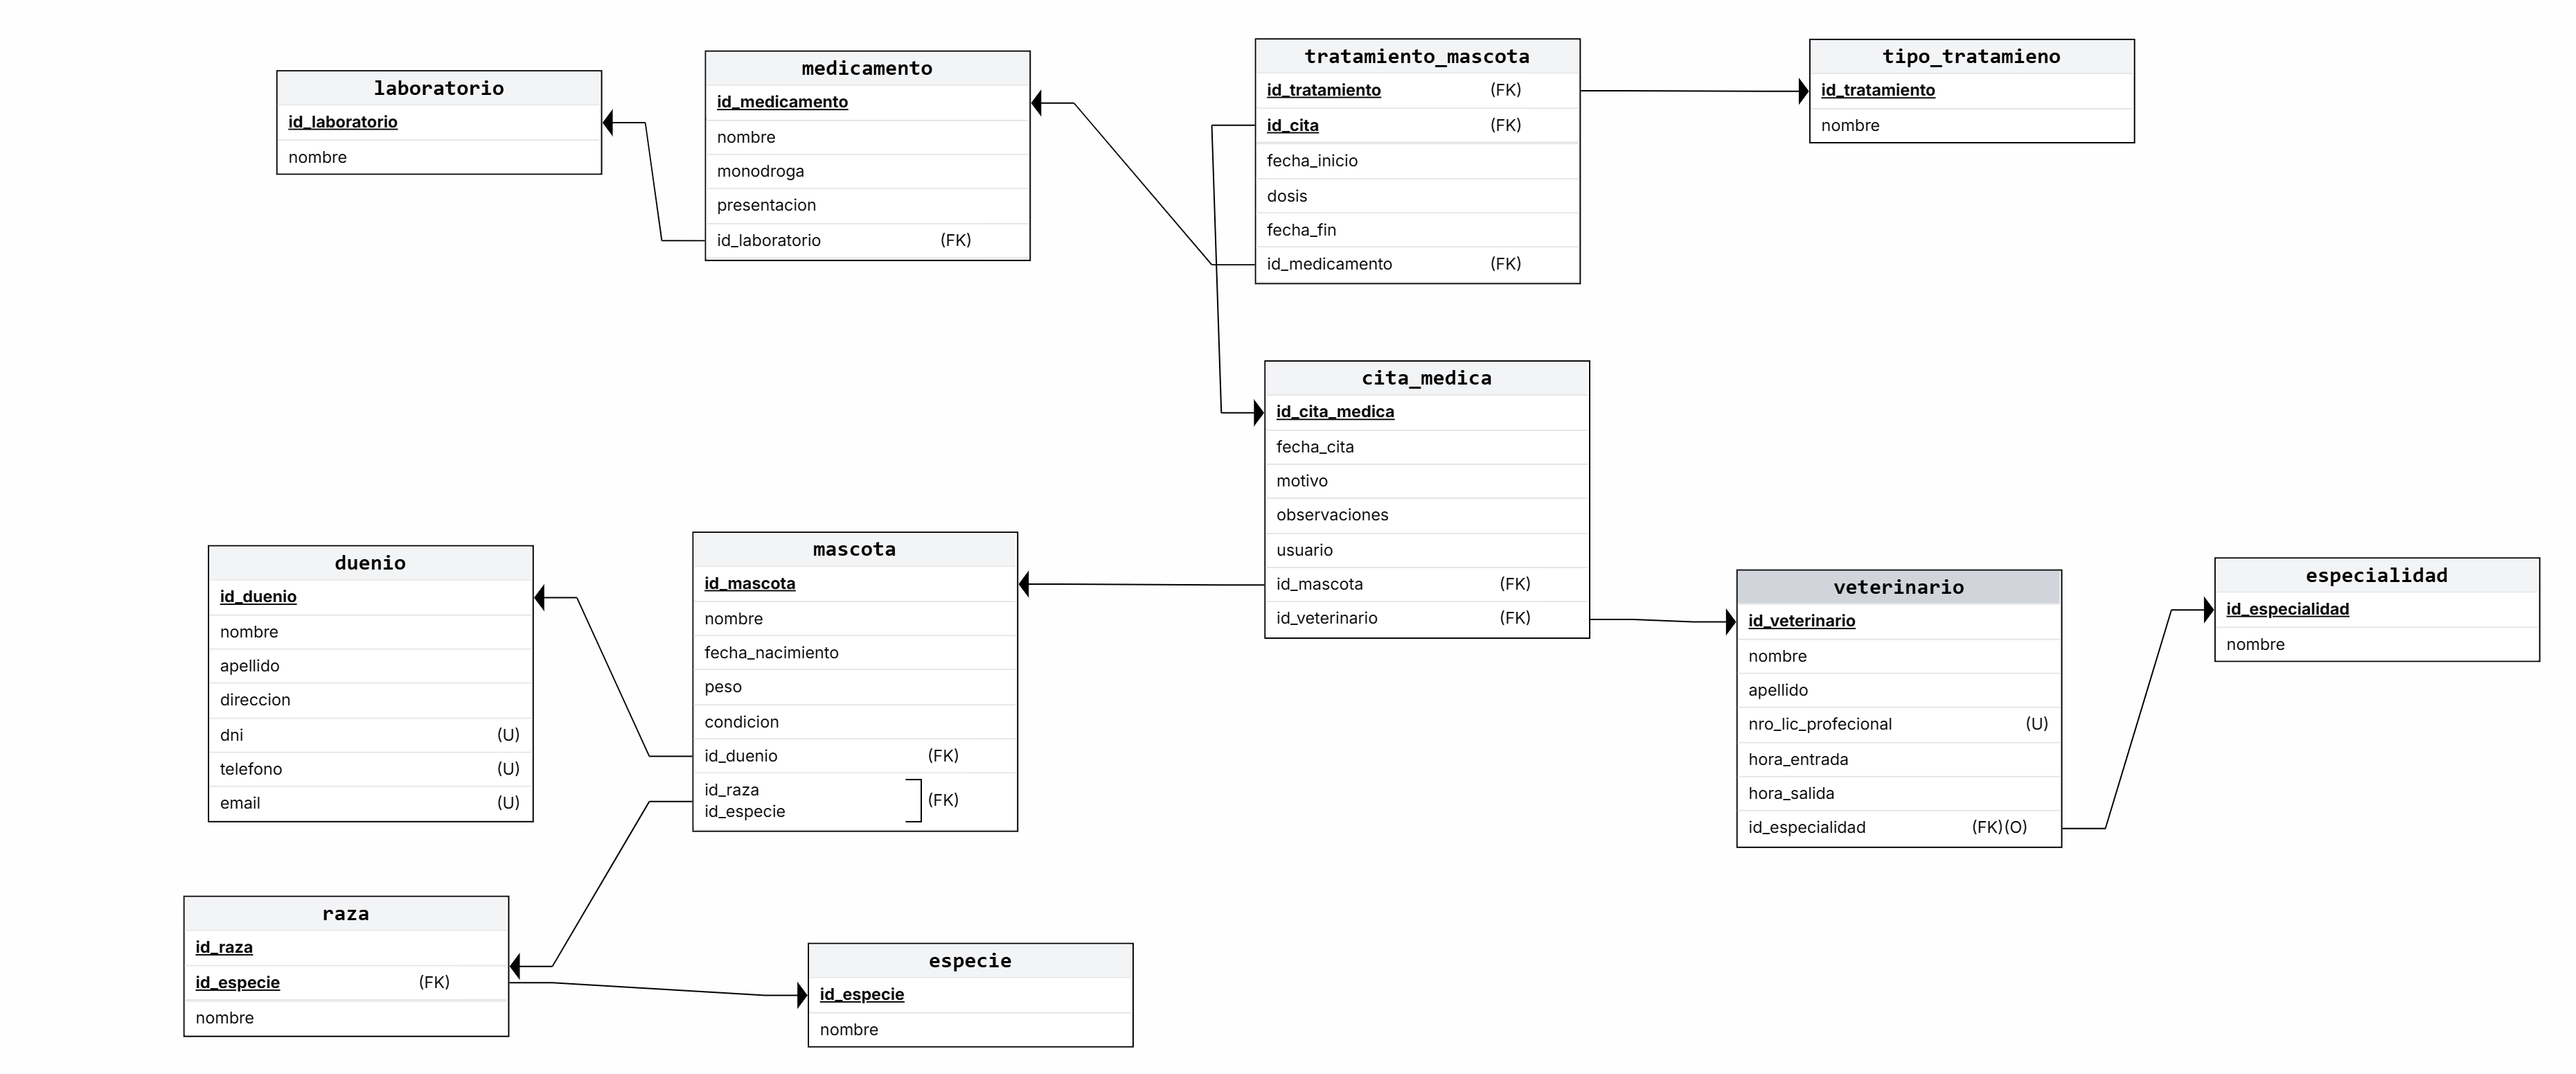 laboratorio
id_laboratorio
nombre
medicamento
id_medicamento
nombre
monodroga
presentacion
id_laboratorio (FK)
tratamiento_mascota
id_tratamiento (FK)
id_cita (FK)
fecha_inicio
dosis
fecha_fin
id_medicamento (FK)
tipo_tratamieno
id_tratamiento
nombre
cita_medica
id_cita_medica
fecha_cita
motivo
observaciones
usuario
id_mascota (FK)
id_veterinario (FK)
duenio
id_duenio
nombre
apellido
direccion
dni (U)
telefono (U)
email (U)
mascota
id_mascota
nombre
fecha_nacimiento
peso
condicion
id_duenio (FK)
id_raza
id_especie
(FK)
veterinario
id_veterinario
nombre
apellido
nro_lic_profecional (U)
hora_entrada
hora_salida
id_especialidad (FK)(O)
especialidad
id_especialidad
nombre
raza
id_raza
id_especie (FK)
nombre
especie
id_especie
nombre